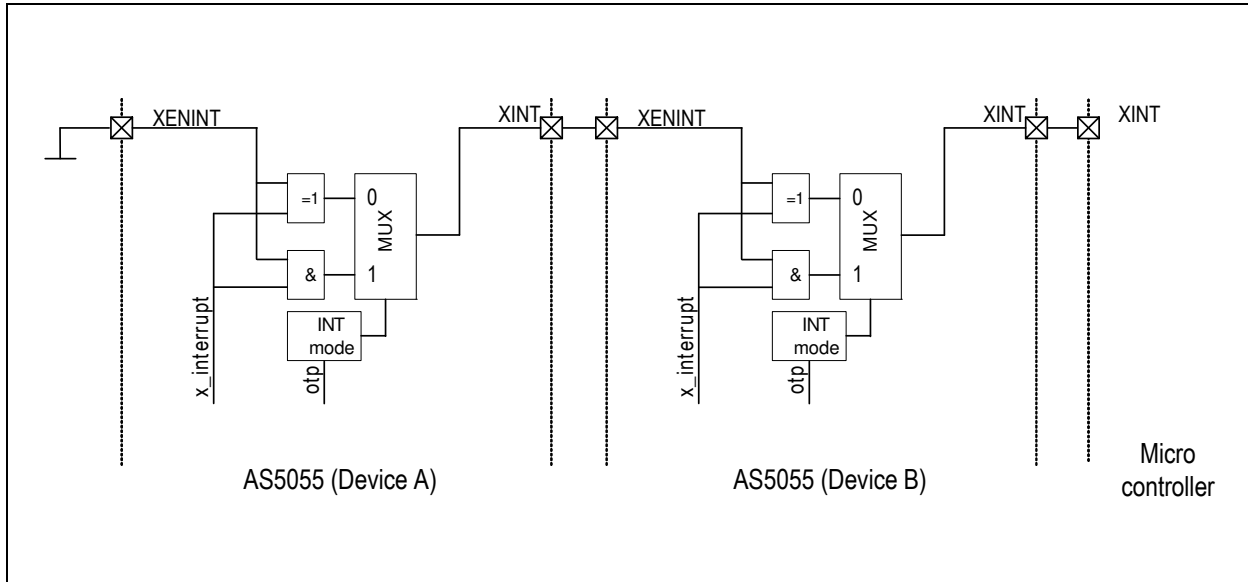 XENINT
XINT
XENINT
XINT
XINT
=1
0
MUX
&
1
INT
mode
x_interrupt
otp
=1
0
MUX
&
1
INT
mode
x_interrupt
otp
AS5055 (Device A)
AS5055 (Device B)
Micro
controller